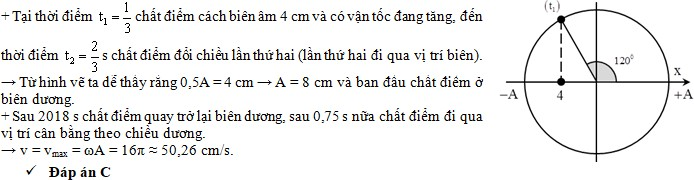 + Tại thời điểm t₁ = 1/3 chất điểm cách biên âm 4 cm và có vận tốc đang tăng, đến
thời điểm t₂ = 2/3 s chất điểm đổi chiều lần thứ hai (lần thứ hai đi qua vị trí biên).
→ Từ hình vẽ ta dể thấy rằng 0,5A = 4 cm → A = 8 cm và ban đầu chất điểm ở
biên dương.
+ Sau 2018 s chất điểm quay trở lại biên dương, sau 0,75 s nữa chất điểm đi qua
vị trí cân bằng theo chiều dương.
→ v = vmax = ωA = 16π ≈ 50,26 cm/s.
✓ Đáp án C
(t₁)
120⁰
x
−A
4
+A